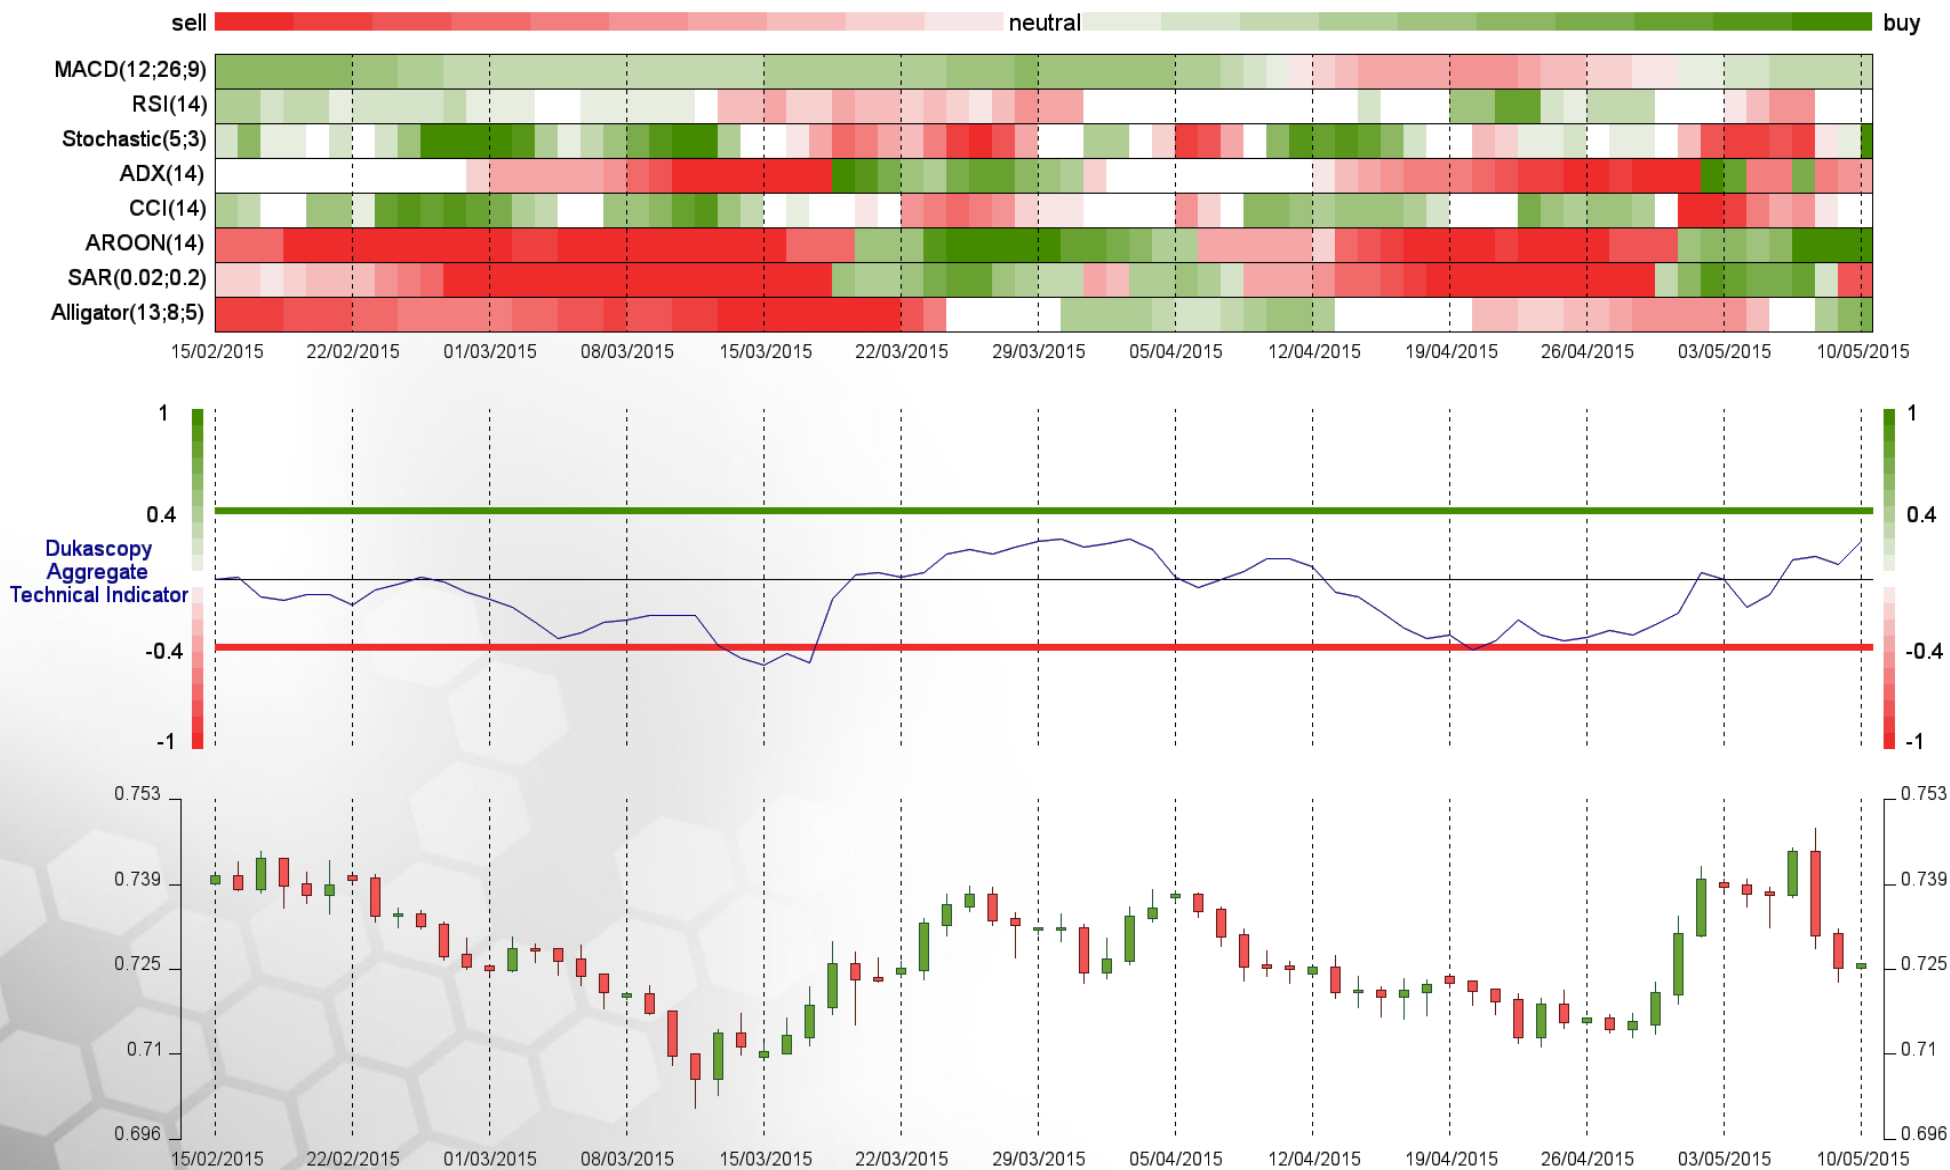 sell neutral buy
MACD(12;26;9)
RSI(14)
Stochastic(5;3)
ADX(14)
CCI(14)
AROON(14)
SAR(0.02;0.2)
Alligator(13;8;5)
15/02/2015 22/02/2015 01/03/2015 08/03/2015 15/03/2015 22/03/2015 29/03/2015 05/04/2015 12/04/2015 19/04/2015 26/04/2015 03/05/2015 10/05/2015
1 1
0.4 0.4
Dukascopy
Aggregate
Technical Indicator
-0.4 -0.4
-1 -1
0.753 0.753
0.739 0.739
0.725 0.725
0.71 0.71
0.696 0.696
15/02/2015 22/02/2015 01/03/2015 08/03/2015 15/03/2015 22/03/2015 29/03/2015 05/04/2015 12/04/2015 19/04/2015 26/04/2015 03/05/2015 10/05/2015